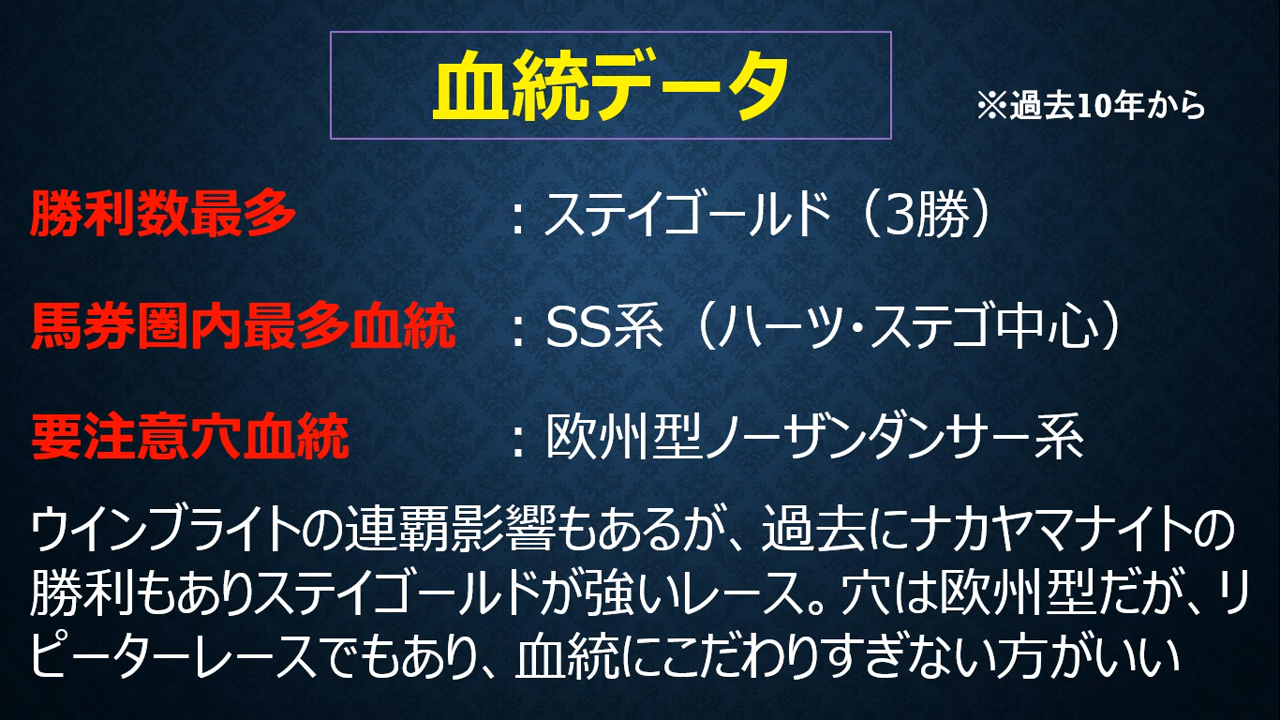 血統データ
※過去10年から
勝利数最多 : ステイゴールド（3勝）
馬券圏内最多血統 : SS系（ハーツ・ステゴ中心）
要注意穴血統 : 欧州型ノーザンダンサー系
ウインブライトの連覇影響もあるが、過去にナカヤマナイトの
勝利もありステイゴールドが強いレース。穴は欧州型だが、リ
ピーターレースでもあり、血統にこだわりすぎない方がいい